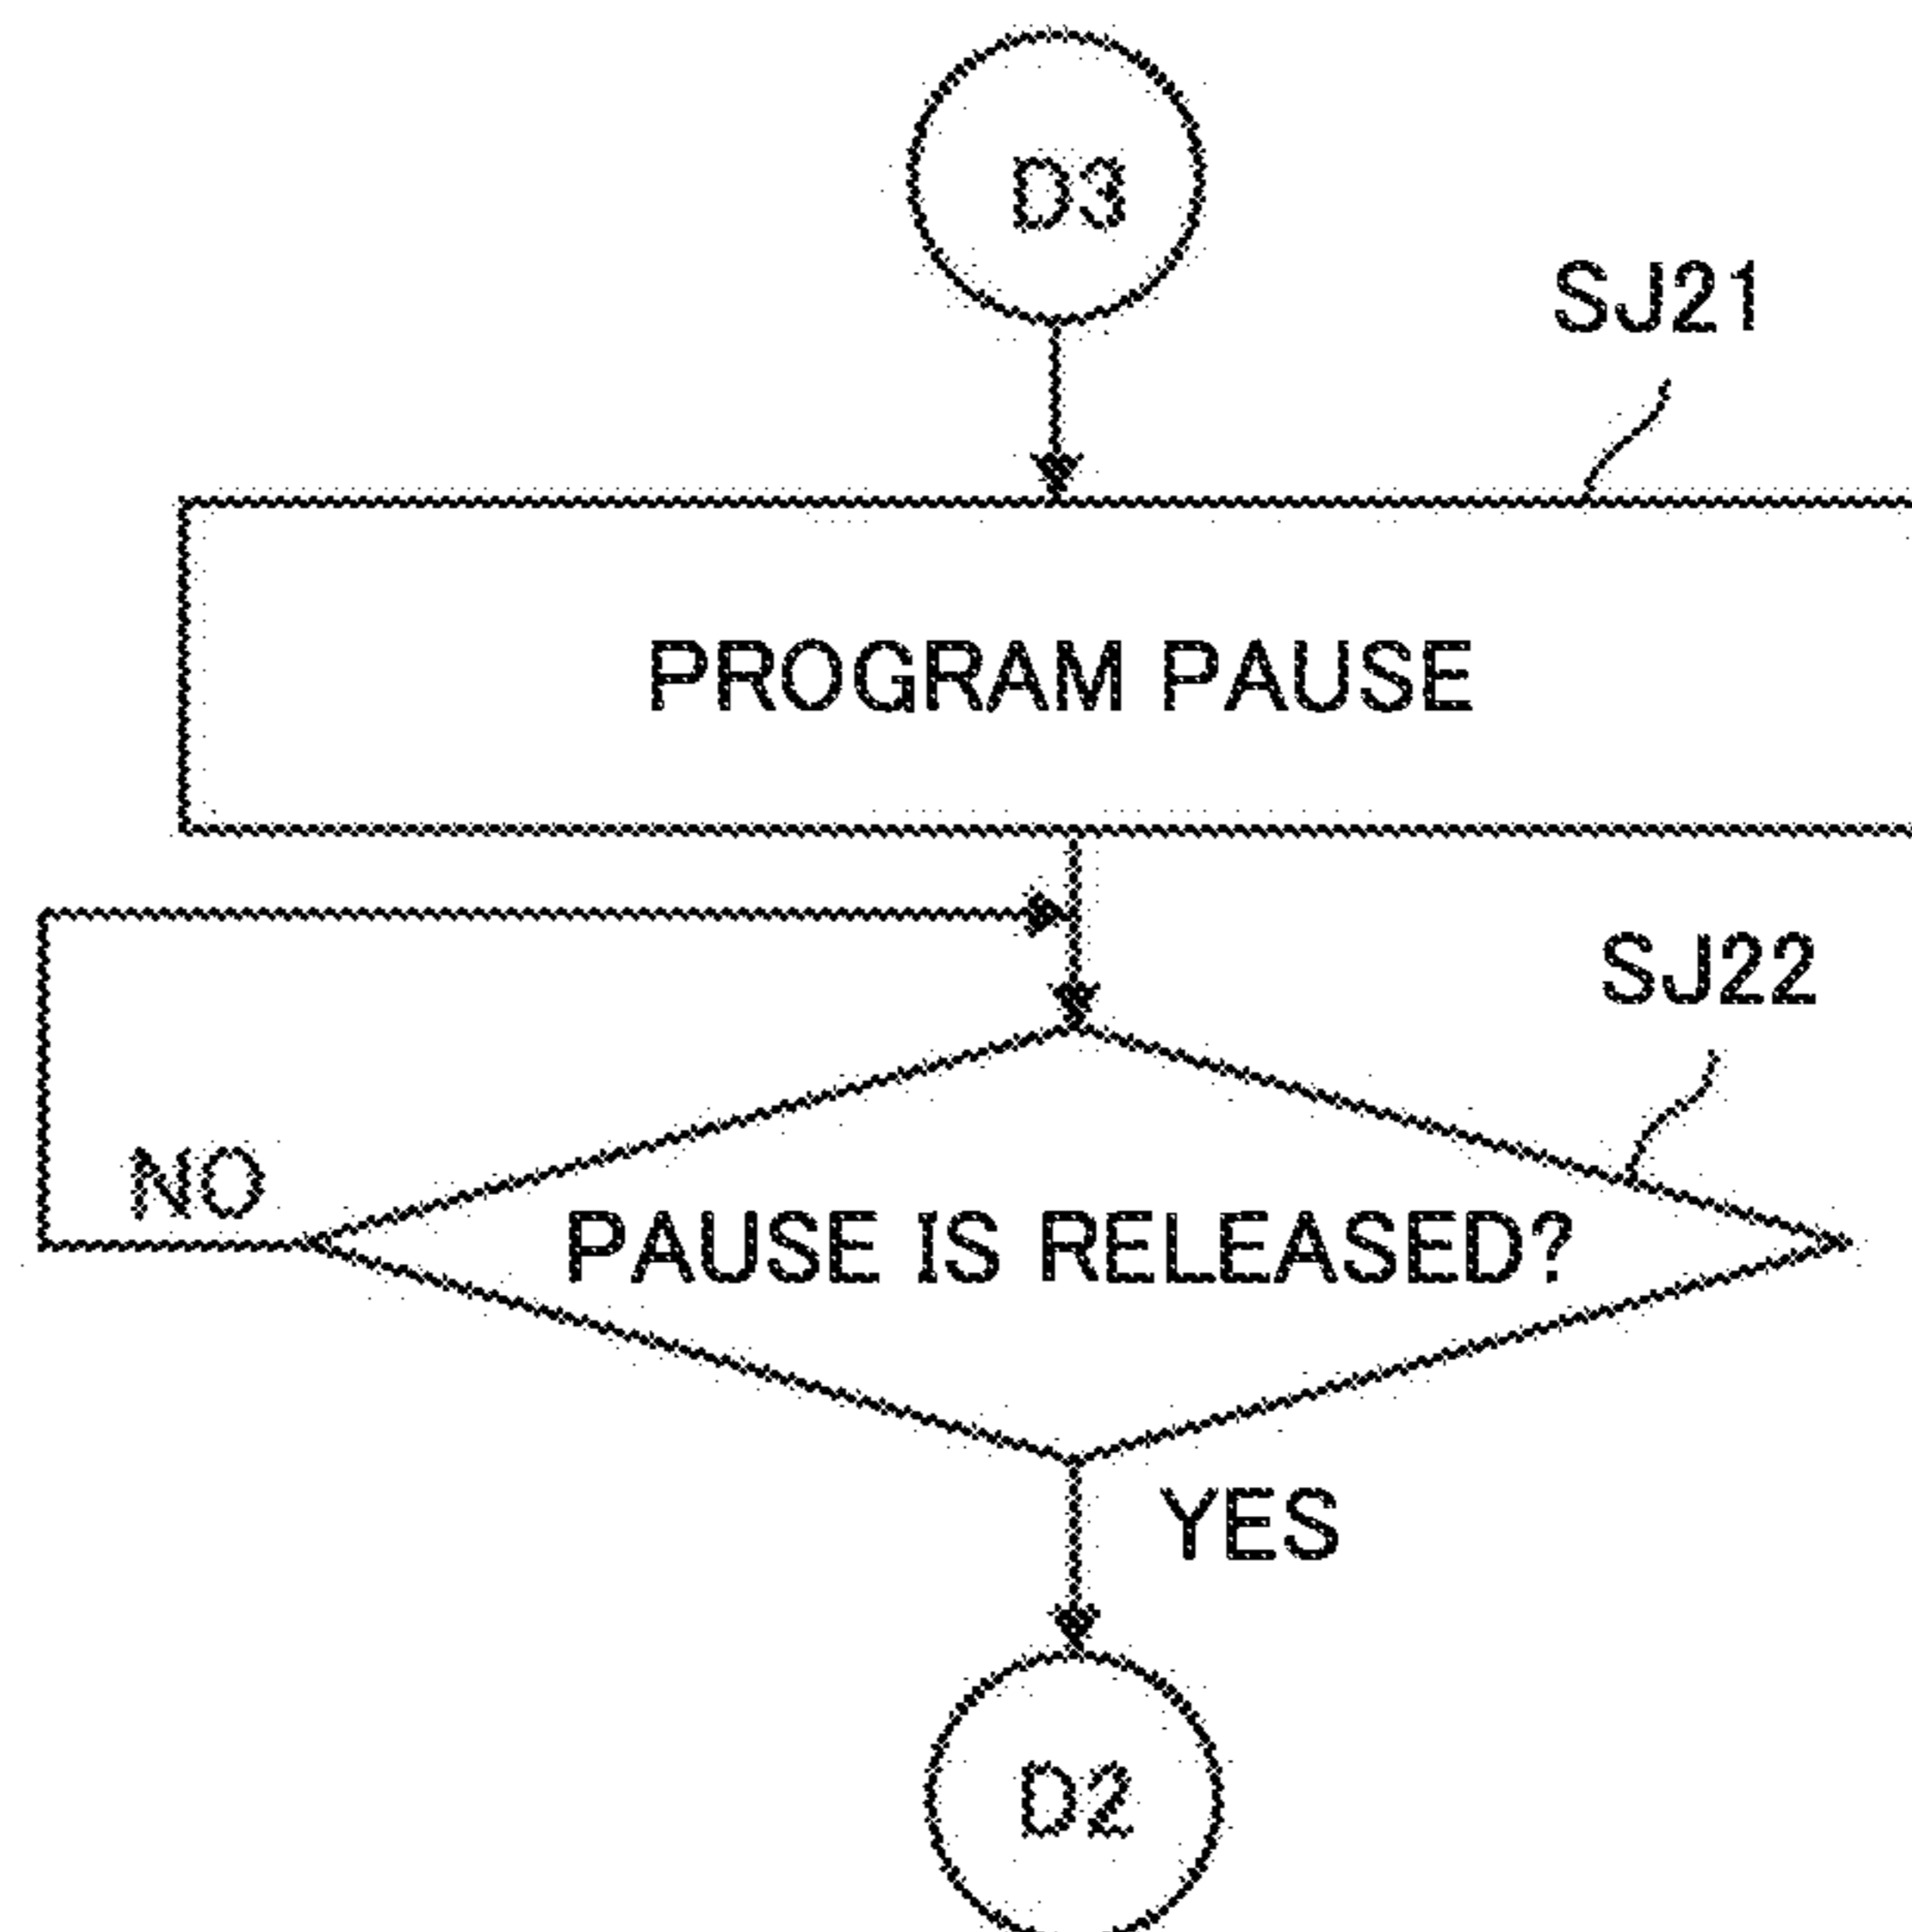 D3
SJ21
PROGRAM PAUSE
SJ22
NO
PAUSE IS RELEASED?
YES
D2